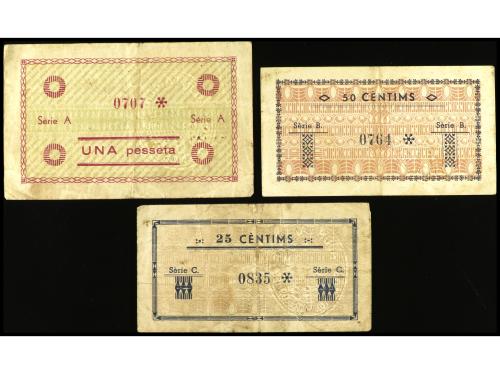 0707 *
Sèrie A
Sèrie A
UNA pesseta
50 CÈNTIMS
Sèrie B.
Sèrie B.
0764 *
25 CÈNTIMS
Sèrie C.
Sèrie C.
0835 *